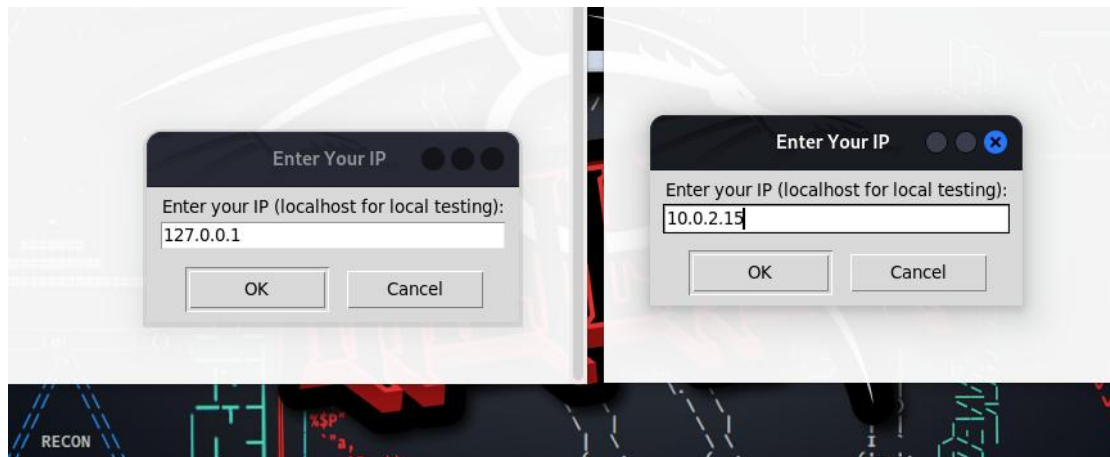 Enter Your IP
Enter your IP (localhost for local testing):
127.0.0.1
OK
Cancel
Enter Your IP
Enter your IP (localhost for local testing):
10.0.2.15
OK
Cancel
RECON
%$P"
`"a,